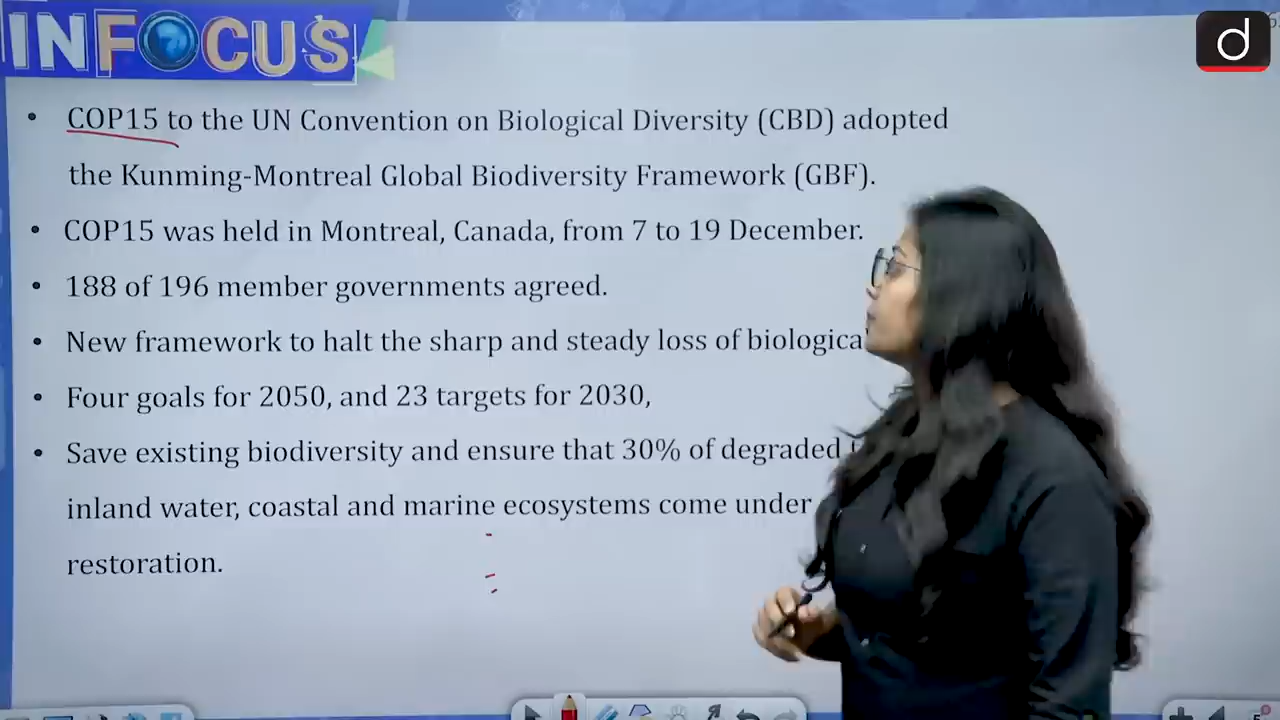 INFOCUS
d
• COP15 to the UN Convention on Biological Diversity (CBD) adopted
the Kunming-Montreal Global Biodiversity Framework (GBF).
• COP15 was held in Montreal, Canada, from 7 to 19 December.
• 188 of 196 member governments agreed.
• New framework to halt the sharp and steady loss of
• Four goals for 2050, and 23 targets for 2030,
• Save existing biodiversity and ensure that 30% of degraded
inland water, coastal and marine ecosystems come under
restoration.